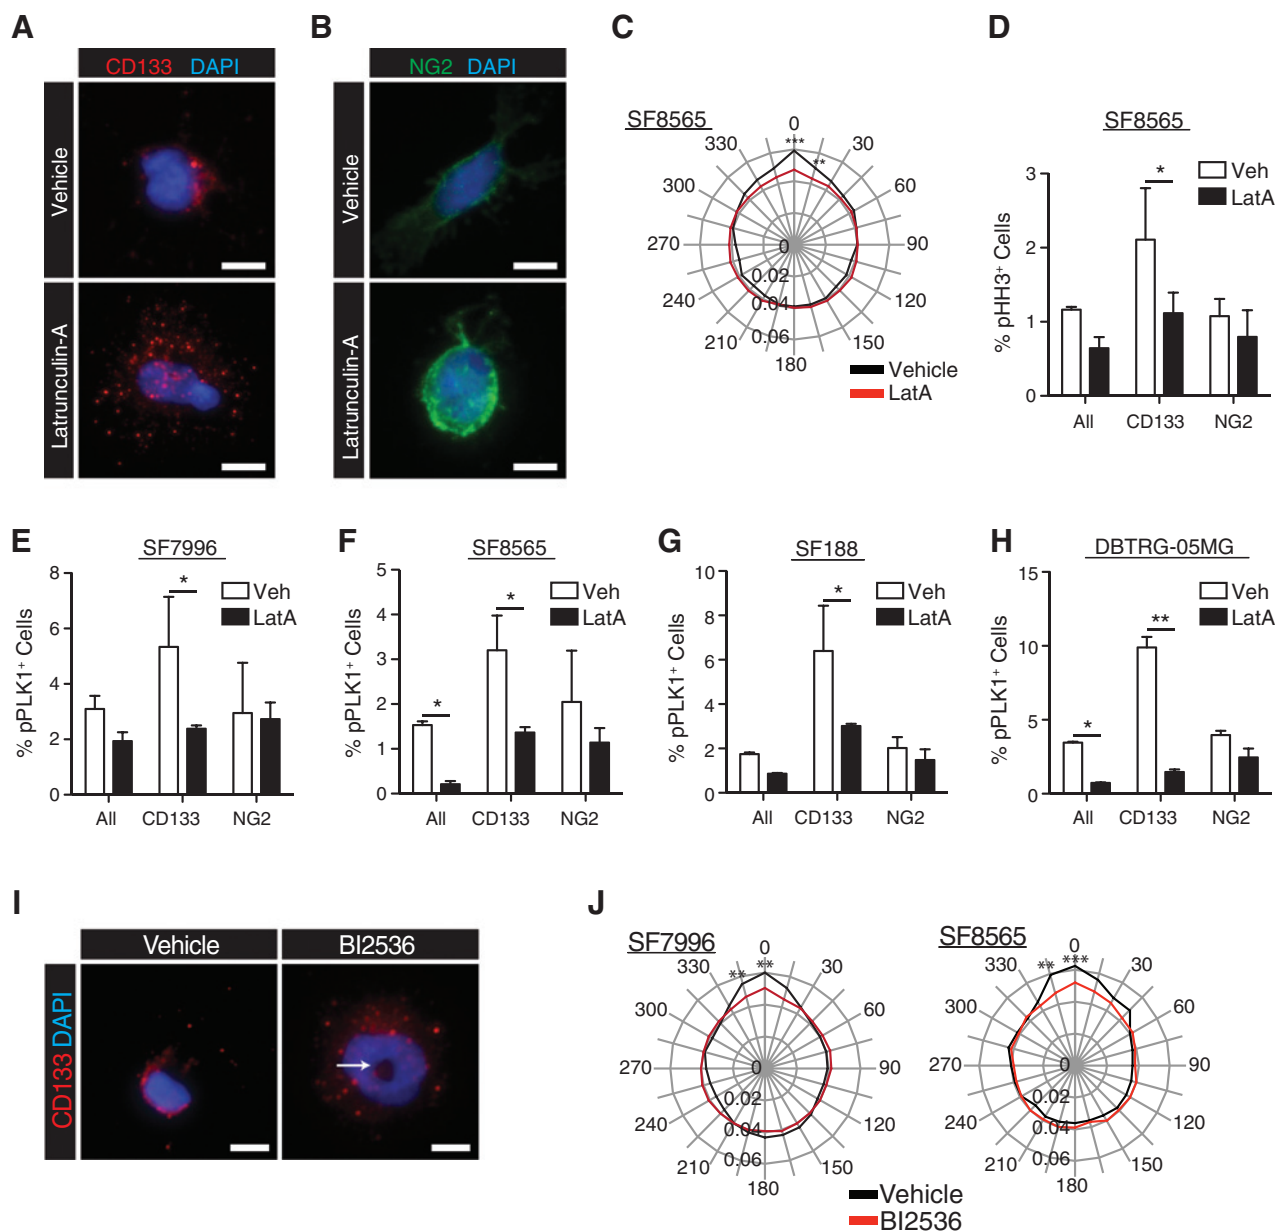 A
CD133 DAPI
Vehicle
Latrunculin-A
B
NG2 DAPI
Vehicle
Latrunculin-A
C
SF8565
0
30
60
90
120
150
180
210
240
270
300
330
***
**
0
0.02
0.04
0.06
Vehicle
LatA
D
SF8565
% pHH3+ Cells
3
2
1
0
*
Veh
LatA
All CD133 NG2
E
SF7996
% pPLK1+ Cells
8
6
4
2
0
*
Veh
LatA
All CD133 NG2
F
SF8565
% pPLK1+ Cells
5
4
3
2
1
0
*
*
Veh
LatA
All CD133 NG2
G
SF188
% pPLK1+ Cells
10
8
6
4
2
0
*
Veh
LatA
All CD133 NG2
H
DBTRG-05MG
% pPLK1+ Cells
15
10
5
0
*
**
Veh
LatA
All CD133 NG2
I
Vehicle
BI2536
CD133 DAPI
J
SF7996
0
30
60
90
120
150
180
210
240
270
300
330
**
**
0
0.02
0.04
0.06
SF8565
0
30
60
90
120
150
180
210
240
270
300
330
**
***
0
0.02
0.04
0.06
Vehicle
BI2536